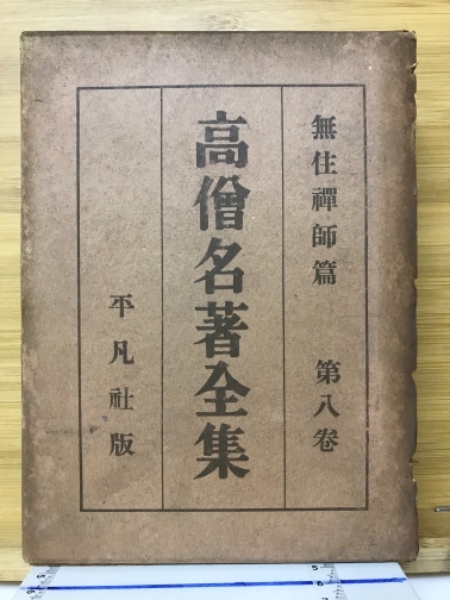 無住禪師篇　第八卷
高僧名著全集
平凡社版